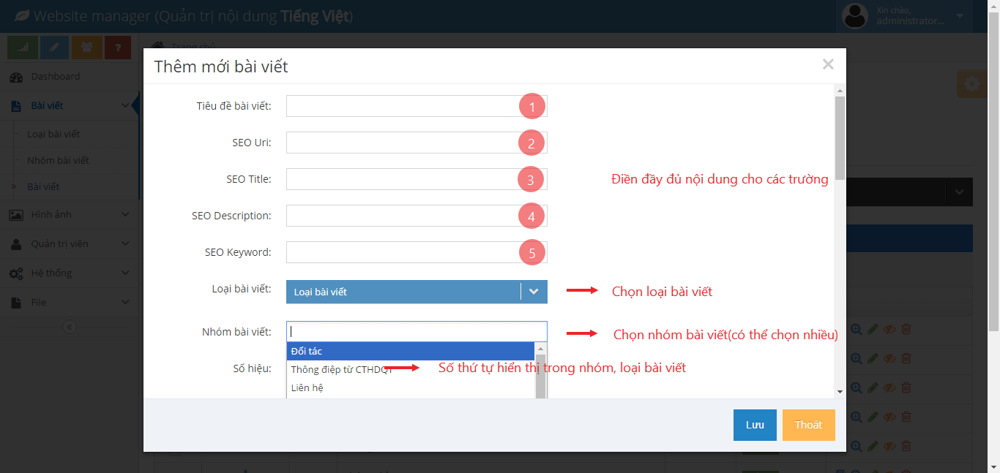 Website manager (Quản trị nội dung Tiếng Việt)
Xin chào,
administrator...
?
Trang chủ
Dashboard
Bài viết
Loại bài viết
Nhóm bài viết
» Bài viết
Hình ảnh
Quản trị viên
Hệ thống
File
«
Thêm mới bài viết
×
Tiêu đề bài viết:
1
SEO Uri:
2
SEO Title:
3
Điền đầy đủ nội dung cho các trường
SEO Description:
4
SEO Keyword:
5
Loại bài viết:
Loại bài viết
Chọn loại bài viết
Nhóm bài viết:
Chọn nhóm bài viết(có thể chọn nhiều)
Đối tác
Số hiệu:
Thông điệp từ CTHDQT
Số thứ tự hiển thị trong nhóm, loại bài viết
Liên hệ
Lưu
Thoát